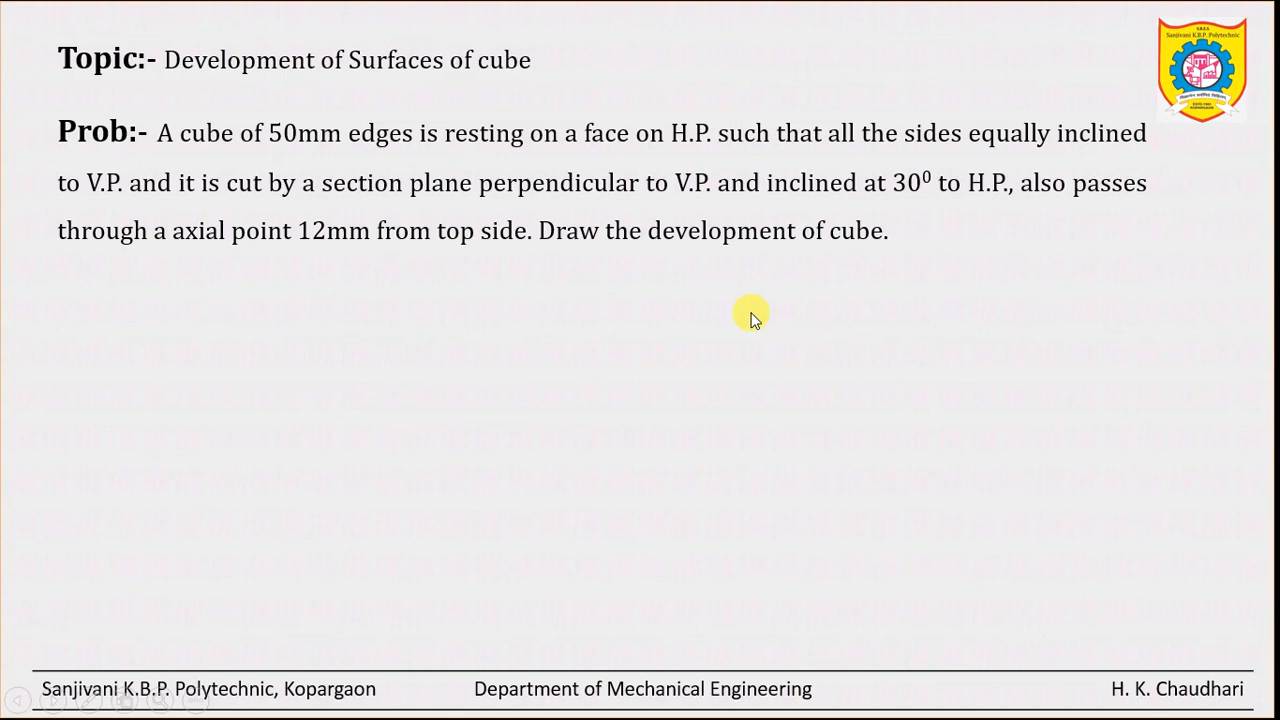 Topic:- Development of Surfaces of cube
Sanjivani K.B.P. Polytechnic
Prob:- A cube of 50mm edges is resting on a face on H.P. such that all the sides equally inclined
to V.P. and it is cut by a section plane perpendicular to V.P. and inclined at 30⁰ to H.P., also passes
through a axial point 12mm from top side. Draw the development of cube.
Sanjivani K.B.P. Polytechnic, Kopargaon Department of Mechanical Engineering H. K. Chaudhari